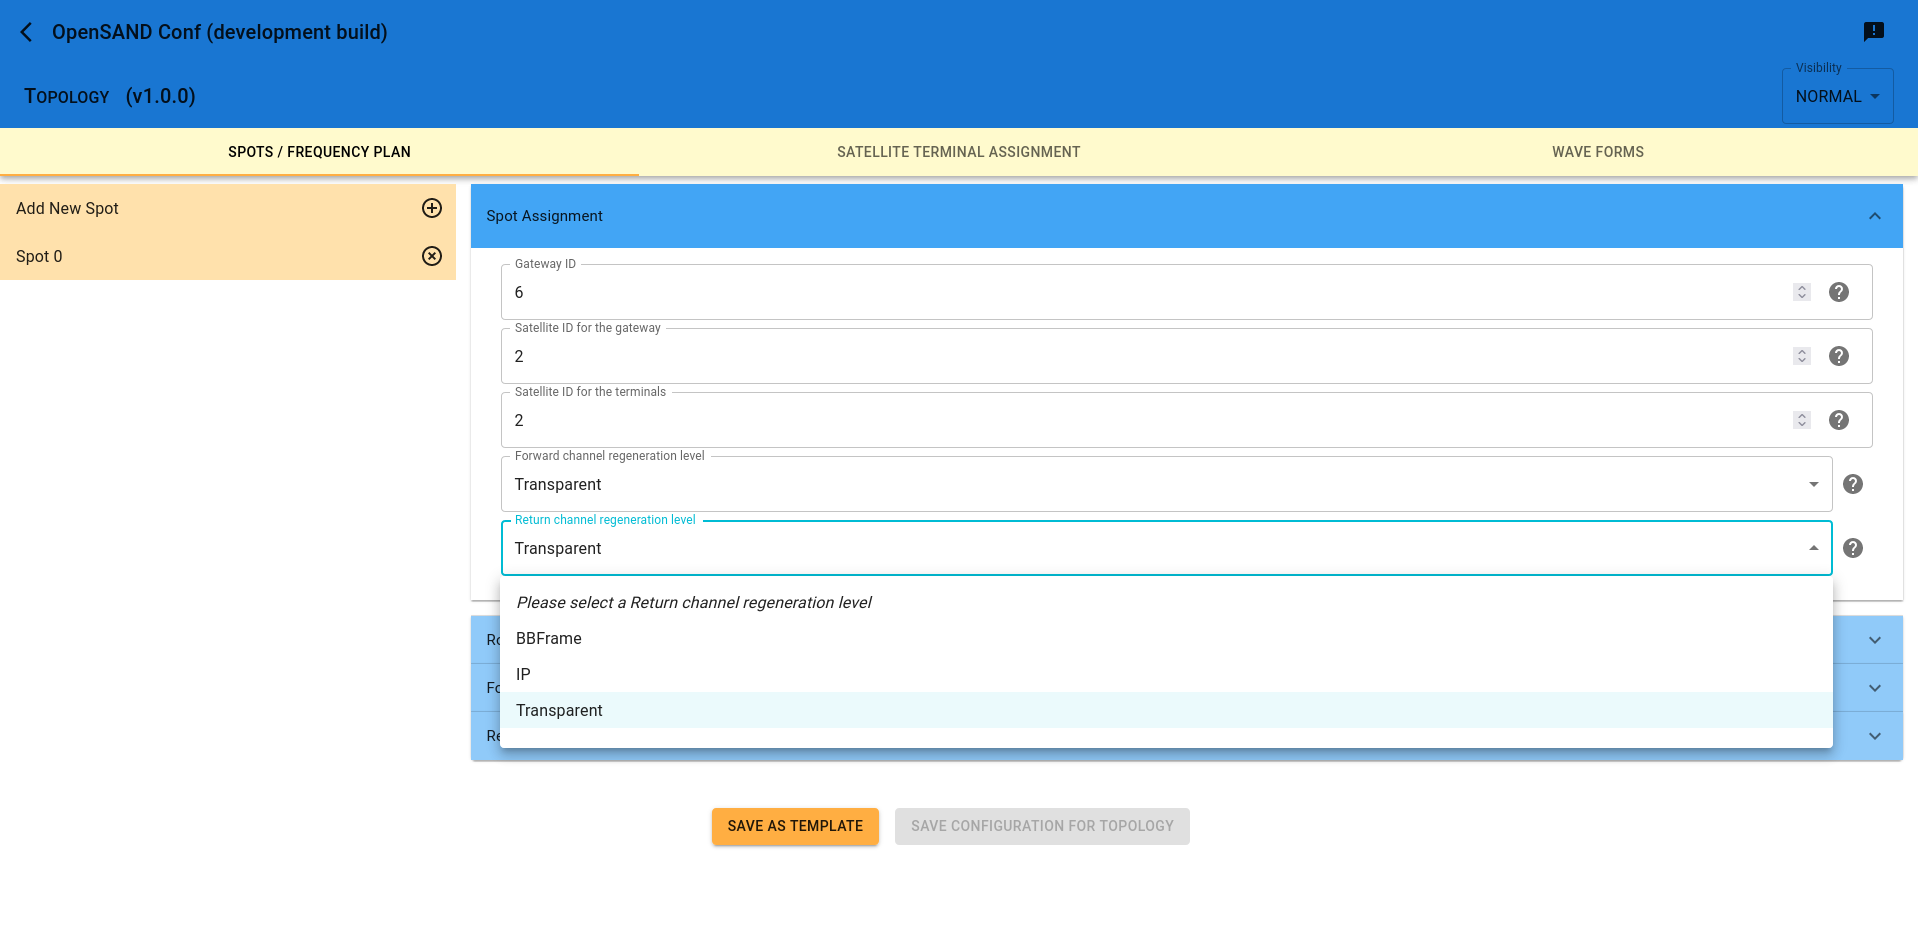 OpenSAND Conf (development build)
Topology (v1.0.0)
Visibility
NORMAL
SPOTS / FREQUENCY PLAN
SATELLITE TERMINAL ASSIGNMENT
WAVE FORMS
Add New Spot
Spot 0
Spot Assignment
Gateway ID
6
Satellite ID for the gateway
2
Satellite ID for the terminals
2
Forward channel regeneration level
Transparent
Return channel regeneration level
Transparent
Please select a Return channel regeneration level
BBFrame
IP
Transparent
SAVE AS TEMPLATE
SAVE CONFIGURATION FOR TOPOLOGY